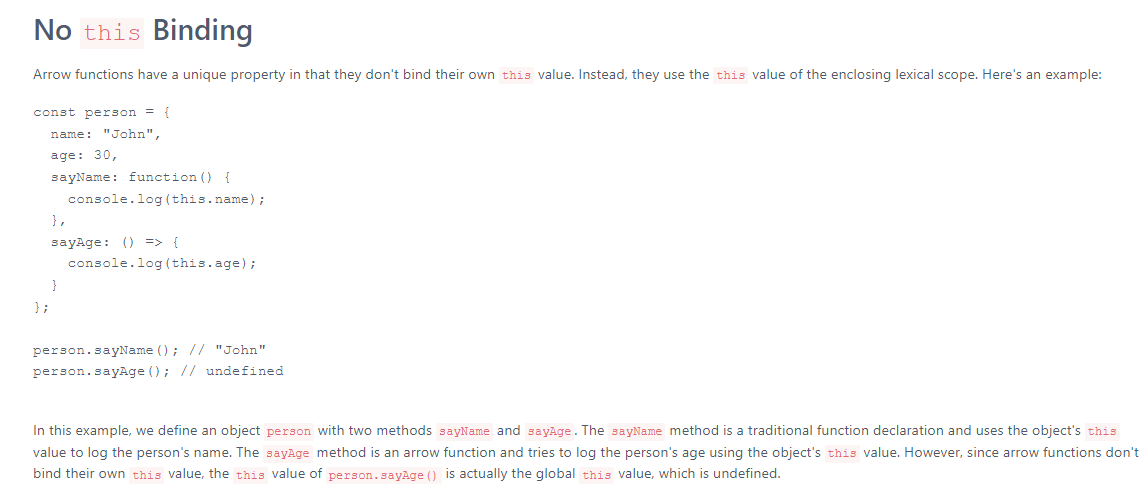 No this Binding
Arrow functions have a unique property in that they don't bind their own this value. Instead, they use the this value of the enclosing lexical scope. Here's an example:
const person = {
  name: "John",
  age: 30,
  sayName: function() {
    console.log(this.name);
  },
  sayAge: () => {
    console.log(this.age);
  }
};

person.sayName(); // "John"
person.sayAge(); // undefined

In this example, we define an object person with two methods sayName and sayAge. The sayName method is a traditional function declaration and uses the object's this
value to log the person's name. The sayAge method is an arrow function and tries to log the person's age using the object's this value. However, since arrow functions don't
bind their own this value, the this value of person.sayAge() is actually the global this value, which is undefined.